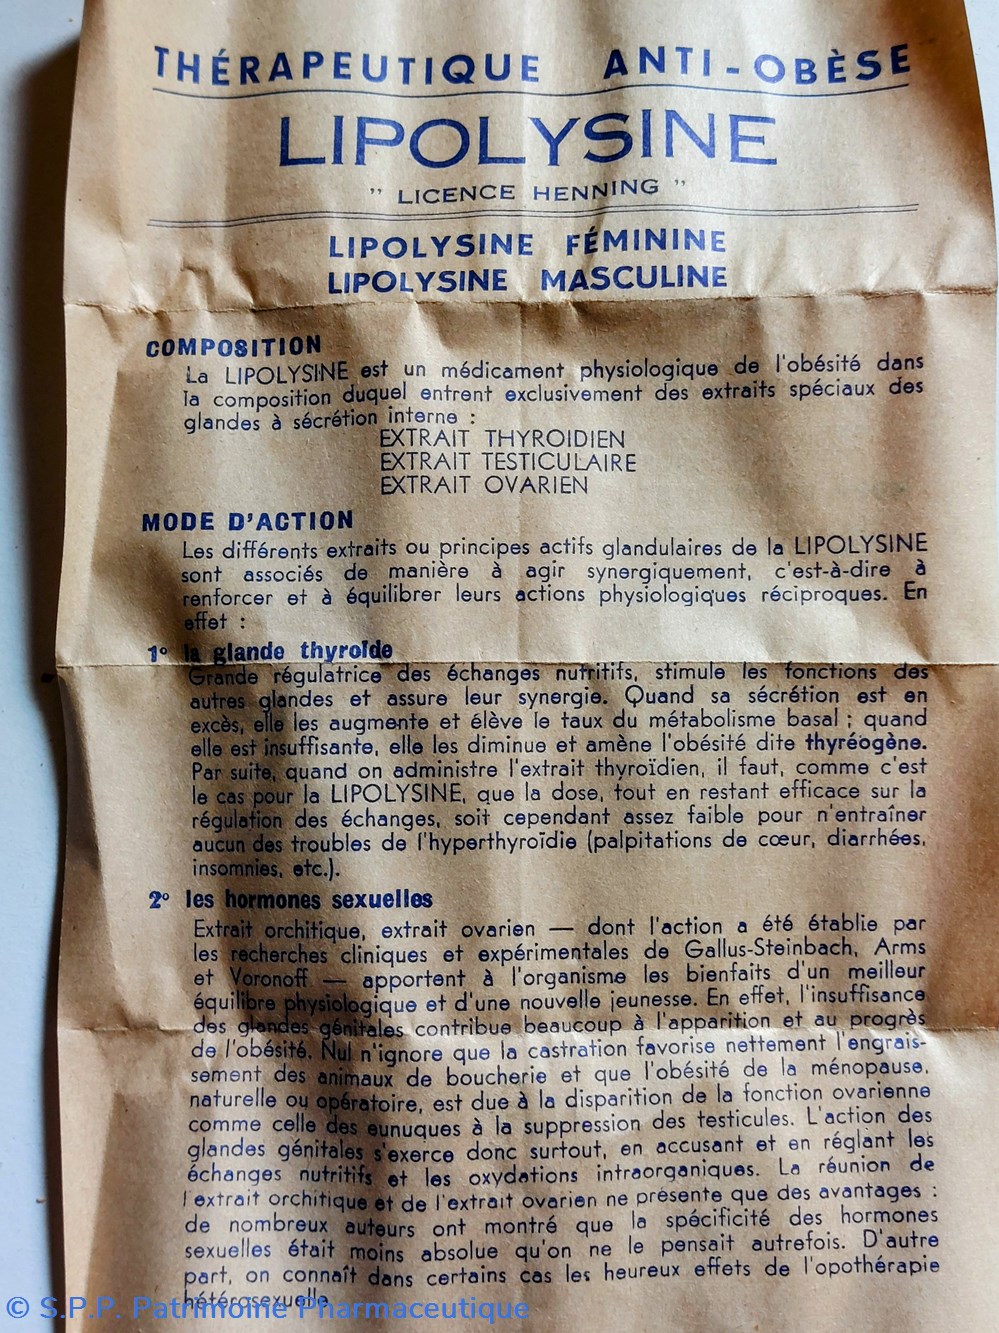 THÉRAPEUTIQUE ANTI-OBÈSE
LIPOLYSINE
" LICENCE HENNING "
LIPOLYSINE FÉMININE
LIPOLYSINE MASCULINE
COMPOSITION
La LIPOLYSINE est un médicament physiologique de l'obésité dans
la composition duquel entrent exclusivement des extraits spéciaux des
glandes à sécrétion interne :
EXTRAIT THYROIDIEN
EXTRAIT TESTICULAIRE
EXTRAIT OVARIEN
MODE D'ACTION
Les différents extraits ou principes actifs glandulaires de la LIPOLYSINE
sont associés de manière à agir synergiquement, c'est-à-dire à
renforcer et à équilibrer leurs actions physiologiques réciproques. En
effet :
1° la glande thyroïde
Grande régulatrice des échanges nutritifs, stimule les fonctions des
autres glandes et assure leur synergie. Quand sa sécrétion est en
excès, elle les augmente et élève le taux du métabolisme basal ; quand
elle est insuffisante, elle les diminue et amène l'obésité dite thyréogène.
Par suite, quand on administre l'extrait thyroïdien, il faut, comme c'est
le cas pour la LIPOLYSINE, que la dose, tout en restant efficace sur la
régulation des échanges, soit cependant assez faible pour n'entraîner
aucun des troubles de l'hyperthyroïdie (palpitations de cœur, diarrhées,
insomnies, etc.).
2° les hormones sexuelles
Extrait orchitique, extrait ovarien — dont l'action a été établie par
les recherches cliniques et expérimentales de Gallus-Steinbach, Arms
et Voronoff — apportent à l'organisme les bienfaits d'un meilleur
équilibre physiologique et d'une nouvelle jeunesse. En effet, l'insuffisance
des glandes génitales contribue beaucoup à l'apparition et au progrès
de l'obésité. Nul n'ignore que la castration favorise nettement l'engrais-
sement des animaux de boucherie et que l'obésité de la ménopause,
naturelle ou opératoire, est due à la disparition de la fonction ovarienne
comme celle des eunuques à la suppression des testicules. L'action des
glandes génitales s'exerce donc surtout, en accusant et en réglant les
échanges nutritifs et les oxydations intraorganiques. La réunion de
l'extrait orchitique et de l'extrait ovarien ne présente que des avantages :
de nombreux auteurs ont montré que la spécificité des hormones
sexuelles était moins absolue qu'on ne le pensait autrefois. D'autre
part, on connaît dans certains cas les heureux effets de l'opothérapie
hétérosexuelle
© S.P.P. Patrimoine Pharmaceutique